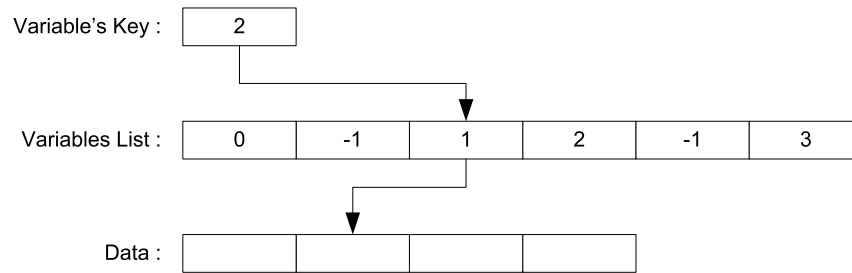 Variable’s Key : 2
Variables List : 0 -1 1 2 -1 3
Data :